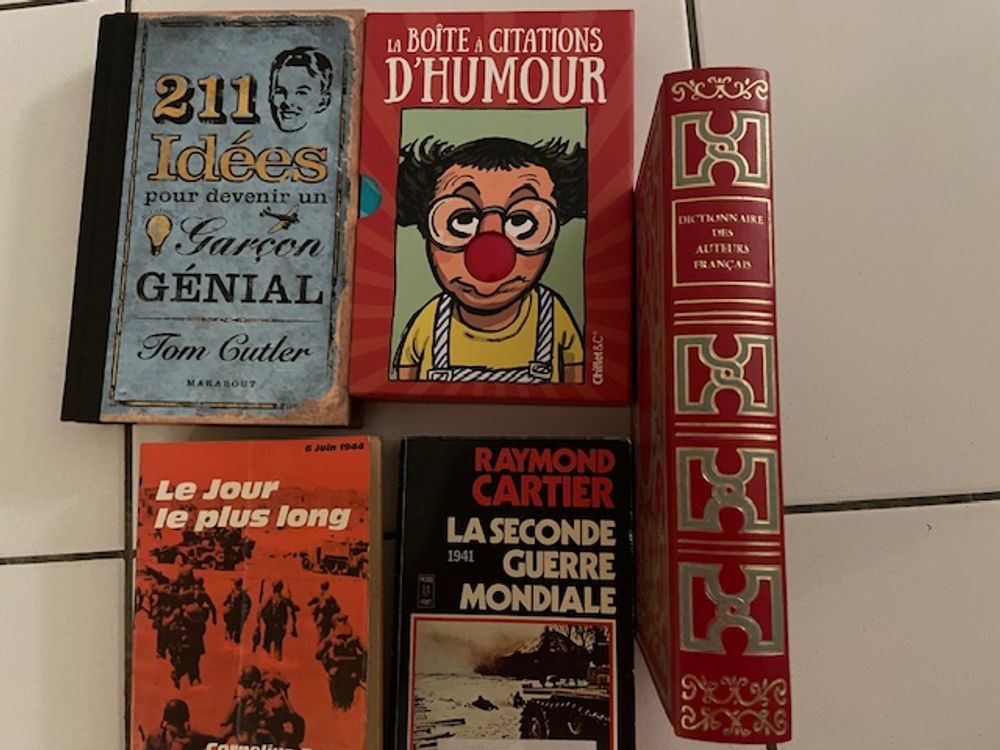 211
Idées
pour devenir un
Garçon
GÉNIAL
Tom Cutler
MARABOUT
LA BOÎTE À CITATIONS
D'HUMOUR
Chiflet&Cie
DICTIONNAIRE
DES
AUTEURS
FRANÇAIS
6 Juin 1944
Le Jour
le plus long
Cornelius
RAYMOND
CARTIER
LA SECONDE
1941 GUERRE
MONDIALE